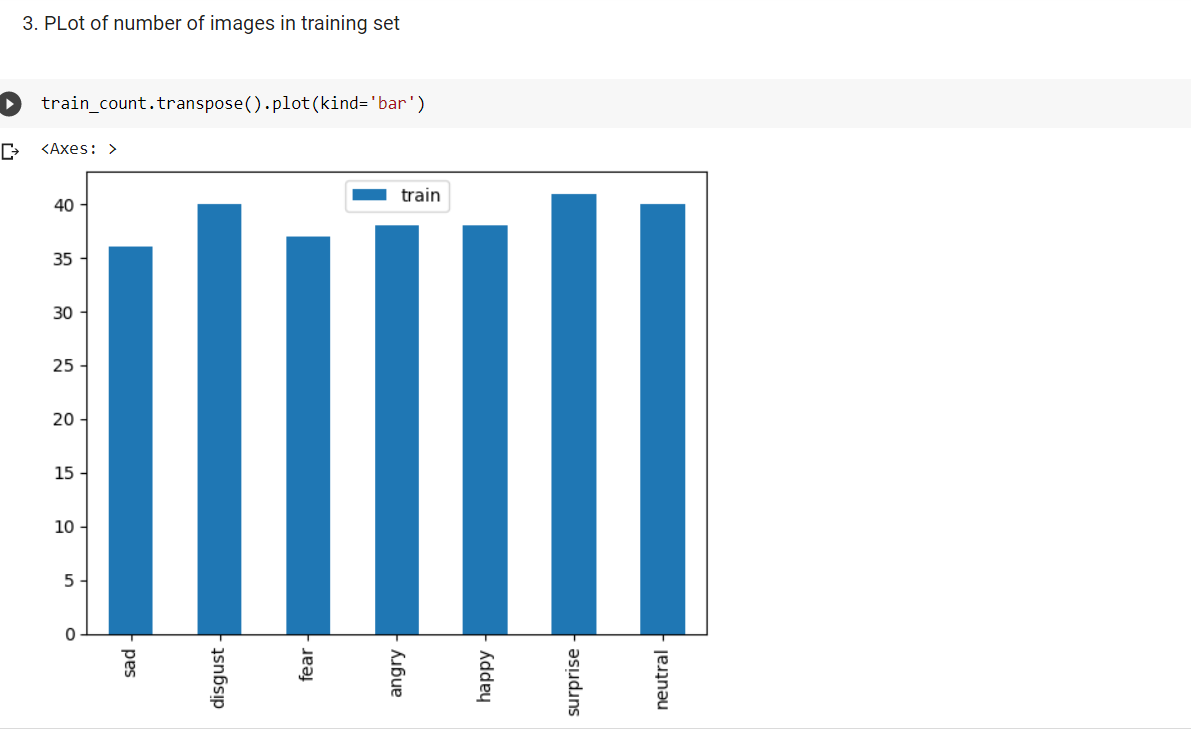 3. PLot of number of images in training set
train_count.transpose().plot(kind='bar')
<Axes: >
train
40
35
30
25
20
15
10
5
0
sad
disgust
fear
angry
happy
surprise
neutral